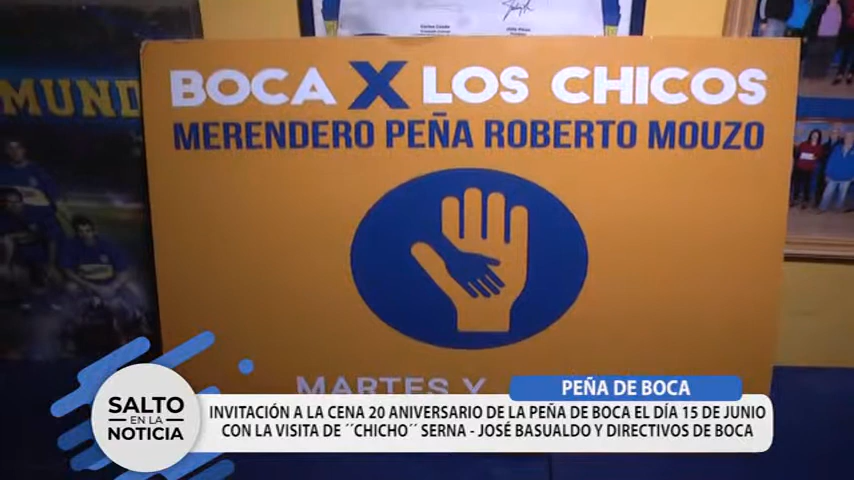 BOCA X LOS CHICOS
MERENDERO PEÑA ROBERTO MOUZO
MUND
MARTES Y
PEÑA DE BOCA
INVITACIÓN A LA CENA 20 ANIVERSARIO DE LA PEÑA DE BOCA EL DÍA 15 DE JUNIO
CON LA VISITA DE ´´CHICHO´´ SERNA - JOSÉ BASUALDO Y DIRECTIVOS DE BOCA
SALTO
EN LA
NOTICIA